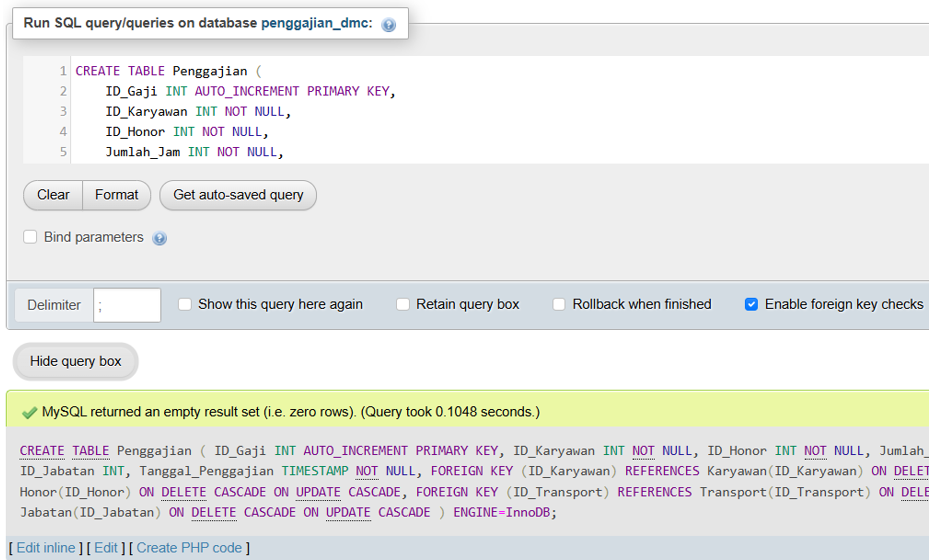 Run SQL query/queries on database penggajian_dmc:
1 CREATE TABLE Penggajian (
2 ID_Gaji INT AUTO_INCREMENT PRIMARY KEY,
3 ID_Karyawan INT NOT NULL,
4 ID_Honor INT NOT NULL,
5 Jumlah_Jam INT NOT NULL,
Clear Format Get auto-saved query
Bind parameters
Delimiter ; Show this query here again Retain query box Rollback when finished Enable foreign key checks
Hide query box
MySQL returned an empty result set (i.e. zero rows). (Query took 0.1048 seconds.)
CREATE TABLE Penggajian ( ID_Gaji INT AUTO_INCREMENT PRIMARY KEY, ID_Karyawan INT NOT NULL, ID_Honor INT NOT NULL, Jumlah_
ID_Jabatan INT, Tanggal_Penggajian TIMESTAMP NOT NULL, FOREIGN KEY (ID_Karyawan) REFERENCES Karyawan(ID_Karyawan) ON DELET
Honor(ID_Honor) ON DELETE CASCADE ON UPDATE CASCADE, FOREIGN KEY (ID_Transport) REFERENCES Transport(ID_Transport) ON DELE
Jabatan(ID_Jabatan) ON DELETE CASCADE ON UPDATE CASCADE ) ENGINE=InnoDB;
[ Edit inline ] [ Edit ] [ Create PHP code ]